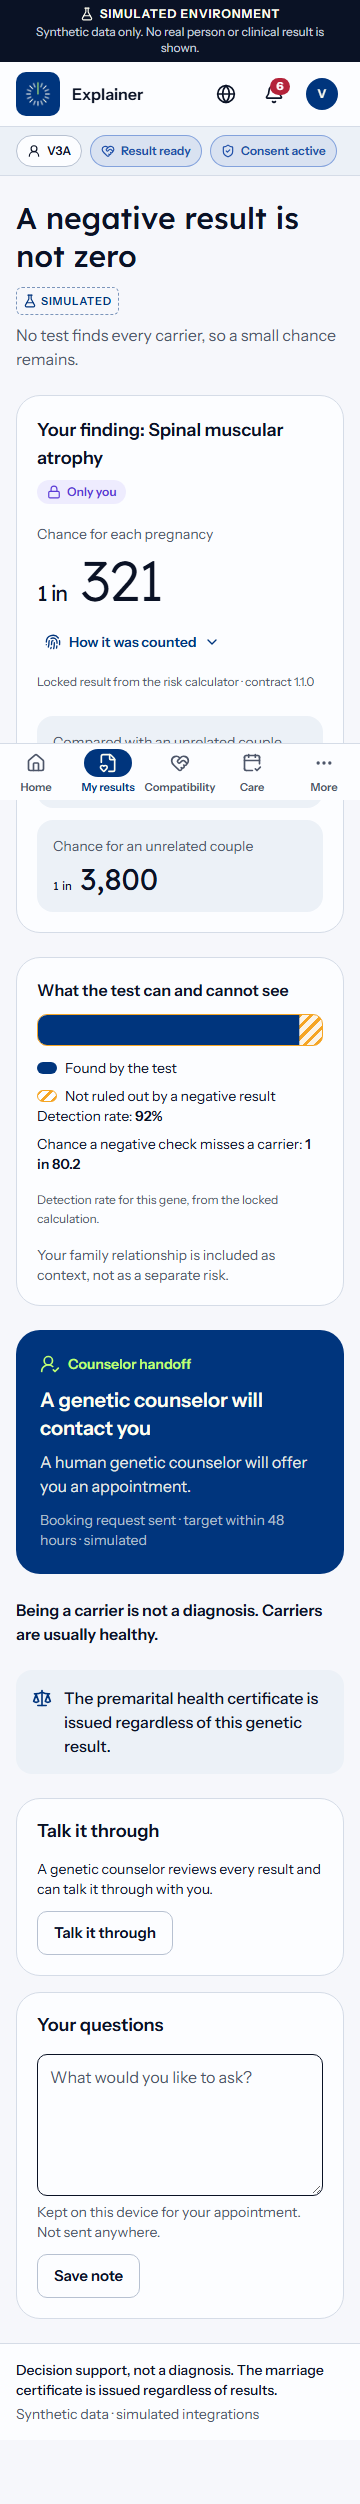 SIMULATED ENVIRONMENT
Synthetic data only. No real person or clinical result is
shown.
Explainer
6
V
V3A
Result ready
Consent active
A negative result is
not zero
SIMULATED
No test finds every carrier, so a small chance
remains.
Your finding: Spinal muscular
atrophy
Only you
Chance for each pregnancy
1 in 321
How it was counted
Locked result from the risk calculator · contract 1.1.0
Compared with an unrelated couple
Home
My results
Compatibility
Care
More
Chance for an unrelated couple
1 in 3,800
What the test can and cannot see
Found by the test
Not ruled out by a negative result
Detection rate: 92%
Chance a negative check misses a carrier: 1
in 80.2
Detection rate for this gene, from the locked
calculation.
Your family relationship is included as
context, not as a separate risk.
Counselor handoff
A genetic counselor will
contact you
A human genetic counselor will offer
you an appointment.
Booking request sent · target within 48
hours · simulated
Being a carrier is not a diagnosis. Carriers
are usually healthy.
The premarital health certificate is
issued regardless of this genetic
result.
Talk it through
A genetic counselor reviews every result and
can talk it through with you.
Talk it through
Your questions
What would you like to ask?
Kept on this device for your appointment.
Not sent anywhere.
Save note
Decision support, not a diagnosis. The marriage
certificate is issued regardless of results.
Synthetic data · simulated integrations